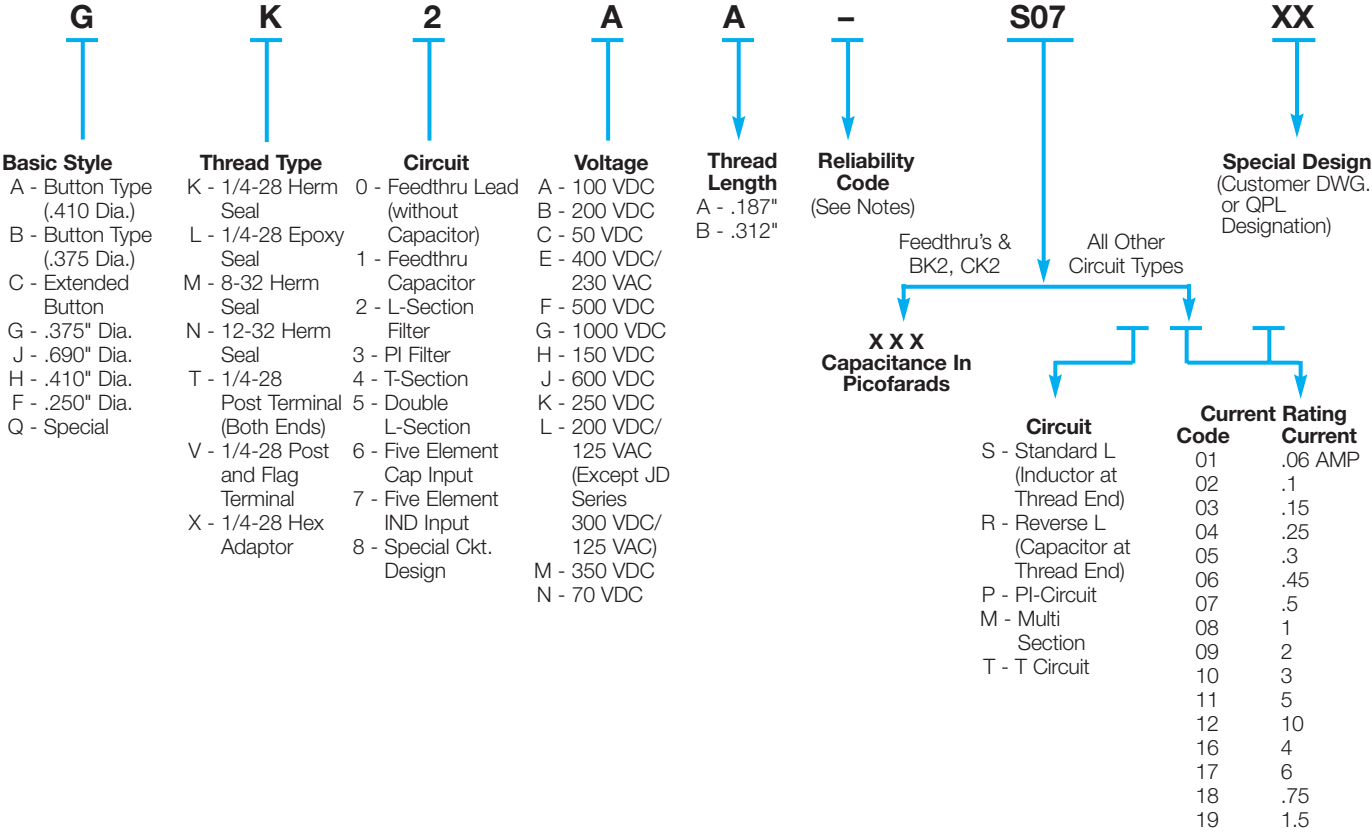 G K 2 A A – S07 XX
Basic Style
A - Button Type
(.410 Dia.)
B - Button Type
(.375 Dia.)
C - Extended
Button
G - .375" Dia.
J - .690" Dia.
H - .410" Dia.
F - .250" Dia.
Q - Special
Thread Type
K - 1/4-28 Herm
Seal
L - 1/4-28 Epoxy
Seal
M - 8-32 Herm
Seal
N - 12-32 Herm
Seal
T - 1/4-28
Post Terminal
(Both Ends)
V - 1/4-28 Post
and Flag
Terminal
X - 1/4-28 Hex
Adaptor
Circuit
0 - Feedthru Lead
(without
Capacitor)
1 - Feedthru
Capacitor
2 - L-Section
Filter
3 - PI Filter
4 - T-Section
5 - Double
L-Section
6 - Five Element
Cap Input
7 - Five Element
IND Input
8 - Special Ckt.
Design
Voltage
A - 100 VDC
B - 200 VDC
C - 50 VDC
E - 400 VDC/
230 VAC
F - 500 VDC
G - 1000 VDC
H - 150 VDC
J - 600 VDC
K - 250 VDC
L - 200 VDC/
125 VAC
(Except JD
Series
300 VDC/
125 VAC)
M - 350 VDC
N - 70 VDC
Thread
Length
A - .187"
B - .312"
Reliability
Code
(See Notes)
Feedthru's &
BK2, CK2
All Other
Circuit Types
X X X
Capacitance In
Picofarads
Circuit
S - Standard L
(Inductor at
Thread End)
R - Reverse L
(Capacitor at
Thread End)
P - PI-Circuit
M - Multi
Section
T - T Circuit
Current Rating
Code Current
01 .06 AMP
02 .1
03 .15
04 .25
05 .3
06 .45
07 .5
08 1
09 2
10 3
11 5
12 10
16 4
17 6
18 .75
19 1.5
Special Design
(Customer DWG.
or QPL
Designation)